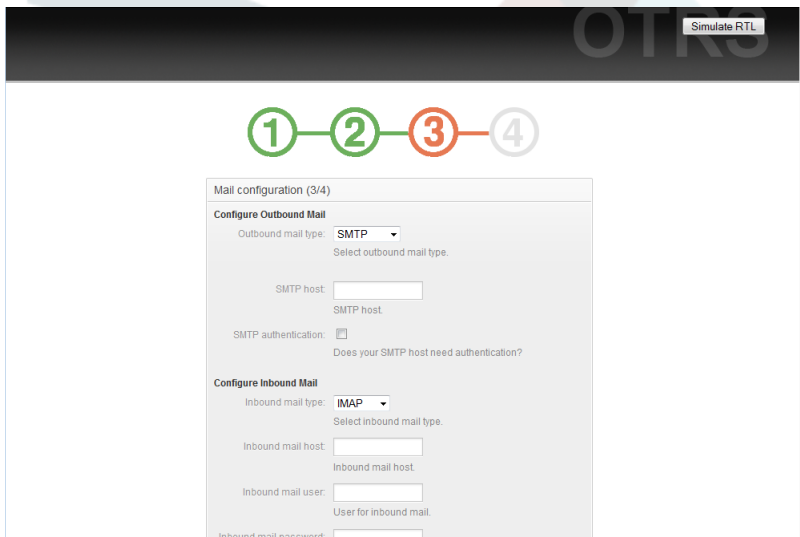 OTRS
Simulate RTL
1 2 3 4
Mail configuration (3/4)
Configure Outbound Mail
Outbound mail type: SMTP
Select outbound mail type.
SMTP host:
SMTP host.
SMTP authentication:
Does your SMTP host need authentication?
Configure Inbound Mail
Inbound mail type: IMAP
Select inbound mail type.
Inbound mail host:
Inbound mail host.
Inbound mail user:
User for inbound mail.
Inbound mail password: